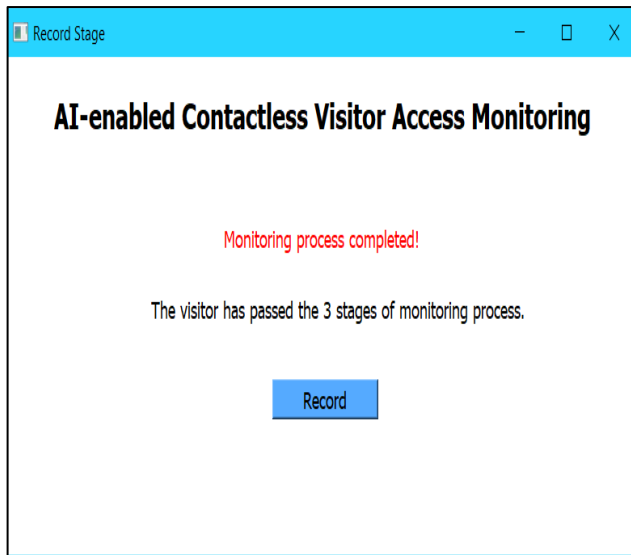 Record Stage
AI-enabled Contactless Visitor Access Monitoring
Monitoring process completed!
The visitor has passed the 3 stages of monitoring process.
Record